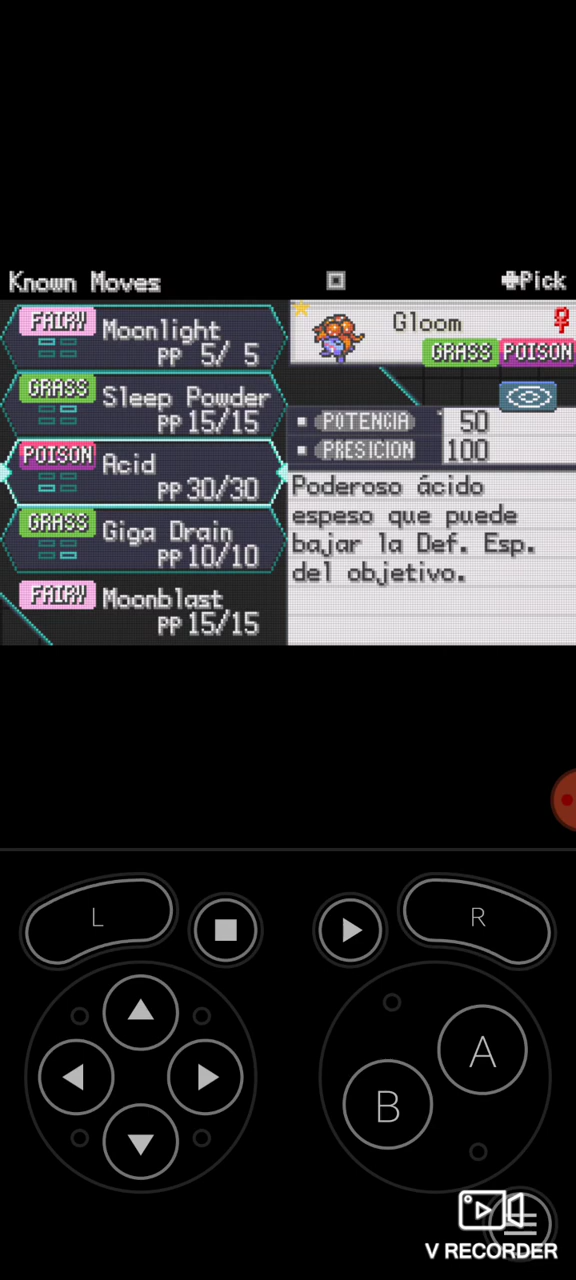 Known Moves
Pick
FAIRY Moonlight
PP 5/ 5
GRASS Sleep Powder
PP 15/15
POISON Acid
PP 30/30
GRASS Giga Drain
PP 10/10
FAIRY Moonblast
PP 15/15
Gloom ♀
GRASS POISON
POTENCIA 50
PRESICION 100
Poderoso ácido
espeso que puede
bajar la Def. Esp.
del objetivo.
L
R
A
B
V RECORDER